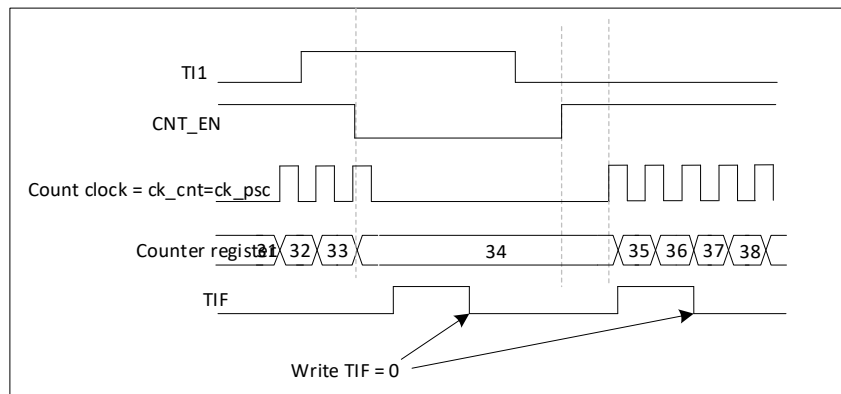 TI1
CNT_EN
Count clock = ck_cnt=ck_psc
Counter register 31 32 33 34 35 36 37 38
TIF
Write TIF = 0